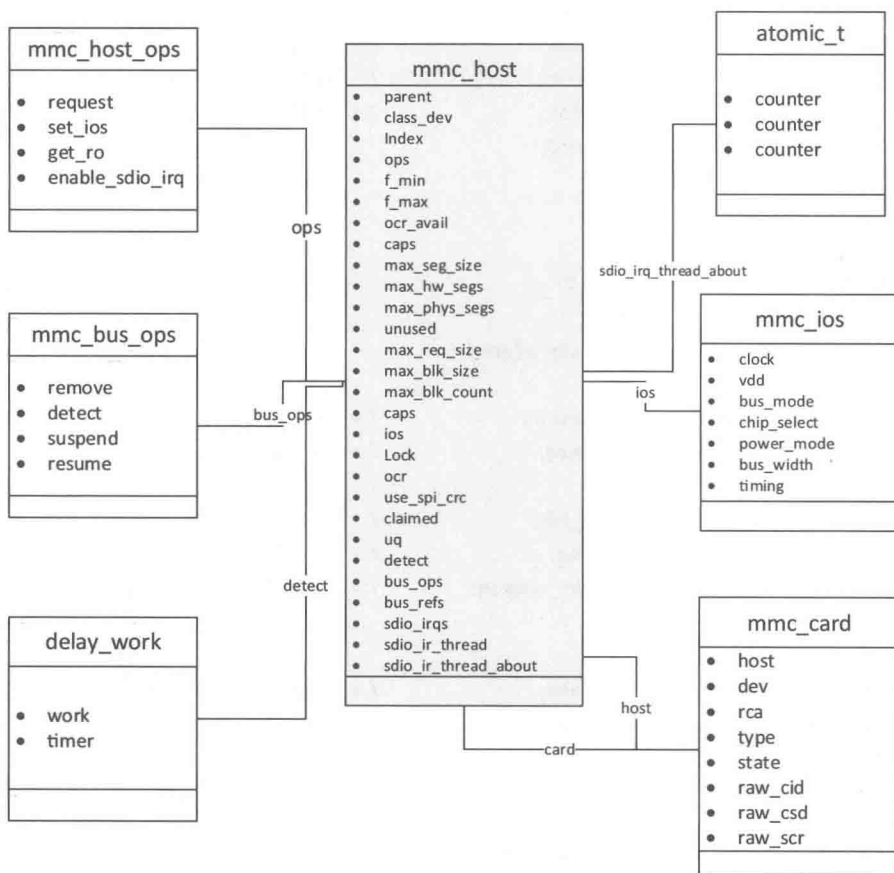 mmc_host_ops
request
set_ios
get_ro
enable_sdio_irq
ops
mmc_bus_ops
remove
detect
suspend
resume
bus_ops
delay_work
work
timer
detect
mmc_host
parent
class_dev
Index
ops
f_min
f_max
ocr_avail
caps
max_seg_size
max_hw_segs
max_phys_segs
unused
max_req_size
max_blk_size
max_blk_count
caps
ios
Lock
ocr
use_spi_crc
claimed
uq
detect
bus_ops
bus_refs
sdio_irqs
sdio_ir_thread
sdio_ir_thread_about
atomic_t
counter
counter
counter
sdio_irq_thread_about
mmc_ios
clock
vdd
bus_mode
chip_select
power_mode
bus_width
timing
ios
mmc_card
host
dev
rca
type
state
raw_cid
raw_csd
raw_scr
host
card